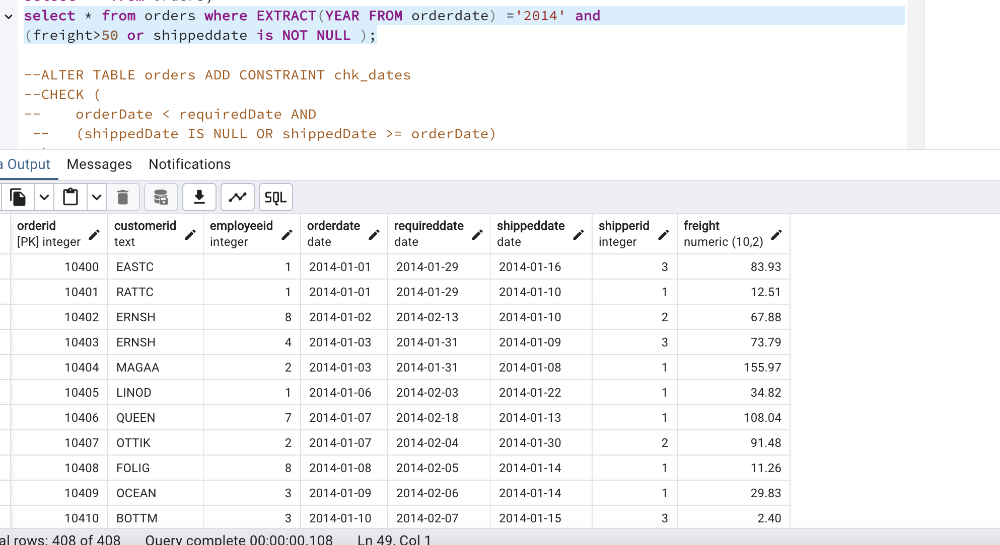 select * from orders where EXTRACT(YEAR FROM orderdate) ='2014' and
(freight>50 or shippeddate is NOT NULL );
--ALTER TABLE orders ADD CONSTRAINT chk_dates
--CHECK (
--    orderDate < requiredDate AND
--    (shippedDate IS NULL OR shippedDate >= orderDate)
a Output Messages Notifications
SQL
orderid customerid employeeid orderdate requireddate shippeddate shipperid freight
[PK] integer text integer date date date integer numeric (10,2)
10400 EASTC 1 2014-01-01 2014-01-29 2014-01-16 3 83.93
10401 RATTC 1 2014-01-01 2014-01-29 2014-01-10 1 12.51
10402 ERNSH 8 2014-01-02 2014-02-13 2014-01-10 2 67.88
10403 ERNSH 4 2014-01-03 2014-01-31 2014-01-09 3 73.79
10404 MAGAA 2 2014-01-03 2014-01-31 2014-01-08 1 155.97
10405 LINOD 1 2014-01-06 2014-02-03 2014-01-22 1 34.82
10406 QUEEN 7 2014-01-07 2014-02-18 2014-01-13 1 108.04
10407 OTTIK 2 2014-01-07 2014-02-04 2014-01-30 2 91.48
10408 FOLIG 8 2014-01-08 2014-02-05 2014-01-14 1 11.26
10409 OCEAN 3 2014-01-09 2014-02-06 2014-01-14 1 29.83
10410 BOTTM 3 2014-01-10 2014-02-07 2014-01-15 3 2.40
al rows: 408 of 408 Query complete 00:00:00.108 Ln 49, Col 1